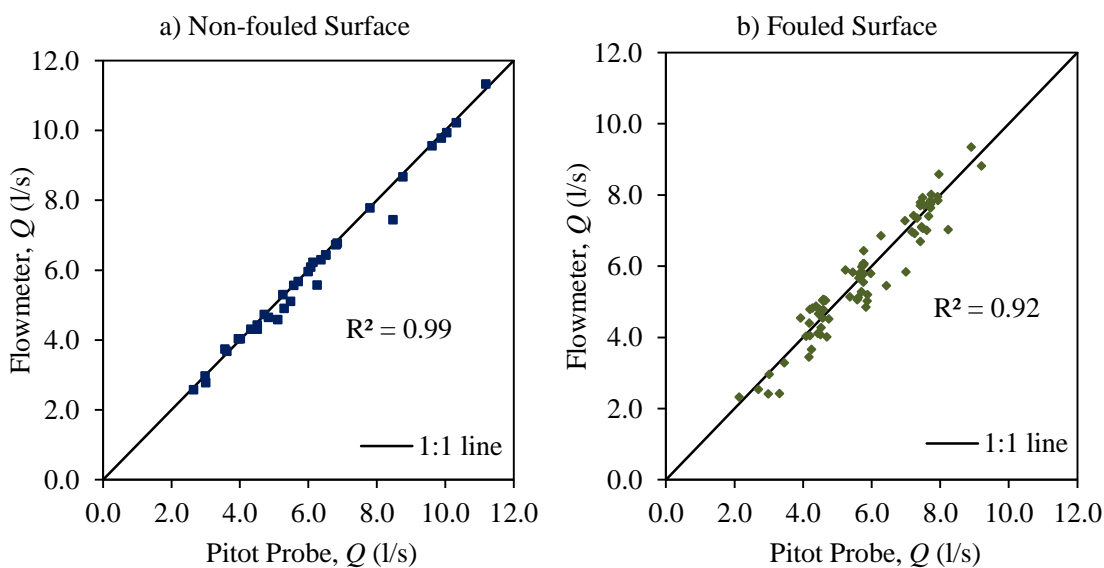 a) Non-fouled Surface
12.0
10.0
8.0
6.0
4.0
2.0
0.0
Flowmeter, Q (l/s)
R² = 0.99
1:1 line
0.0 2.0 4.0 6.0 8.0 10.0 12.0
Pitot Probe, Q (l/s)
b) Fouled Surface
12.0
10.0
8.0
6.0
4.0
2.0
0.0
Flowmeter, Q (l/s)
R² = 0.92
1:1 line
0.0 2.0 4.0 6.0 8.0 10.0 12.0
Pitot Probe, Q (l/s)